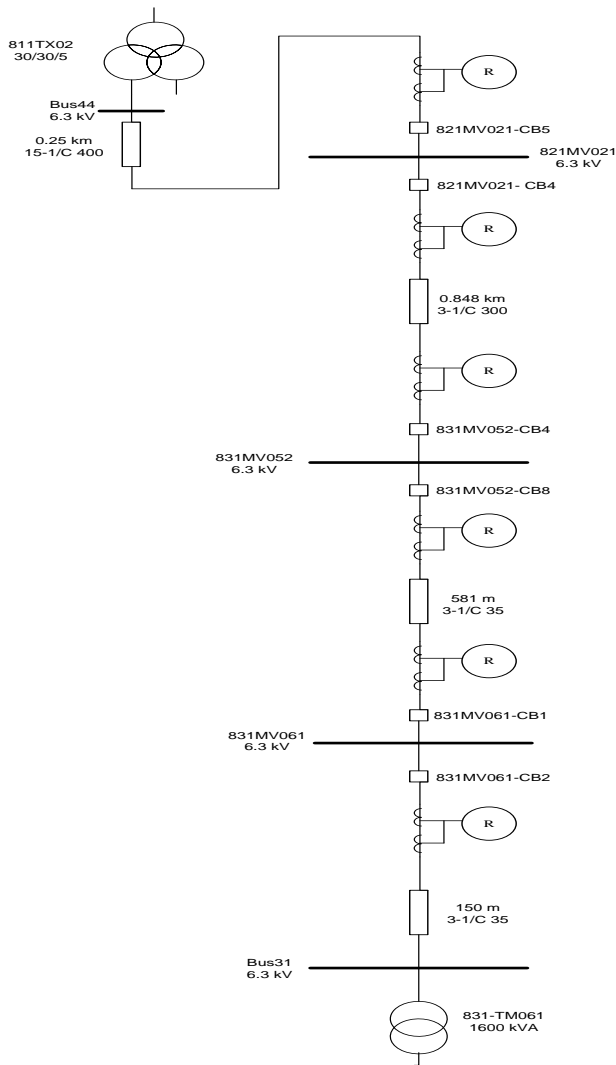 811TX02
30/30/5
Bus44
6.3 kV
0.25 km
15-1/C 400
R
821MV021-CB5
821MV021
6.3 kV
821MV021- CB4
R
0.848 km
3-1/C 300
R
831MV052-CB4
831MV052
6.3 kV
831MV052-CB8
R
581 m
3-1/C 35
R
831MV061-CB1
831MV061
6.3 kV
831MV061-CB2
R
150 m
3-1/C 35
Bus31
6.3 kV
831-TM061
1600 kVA